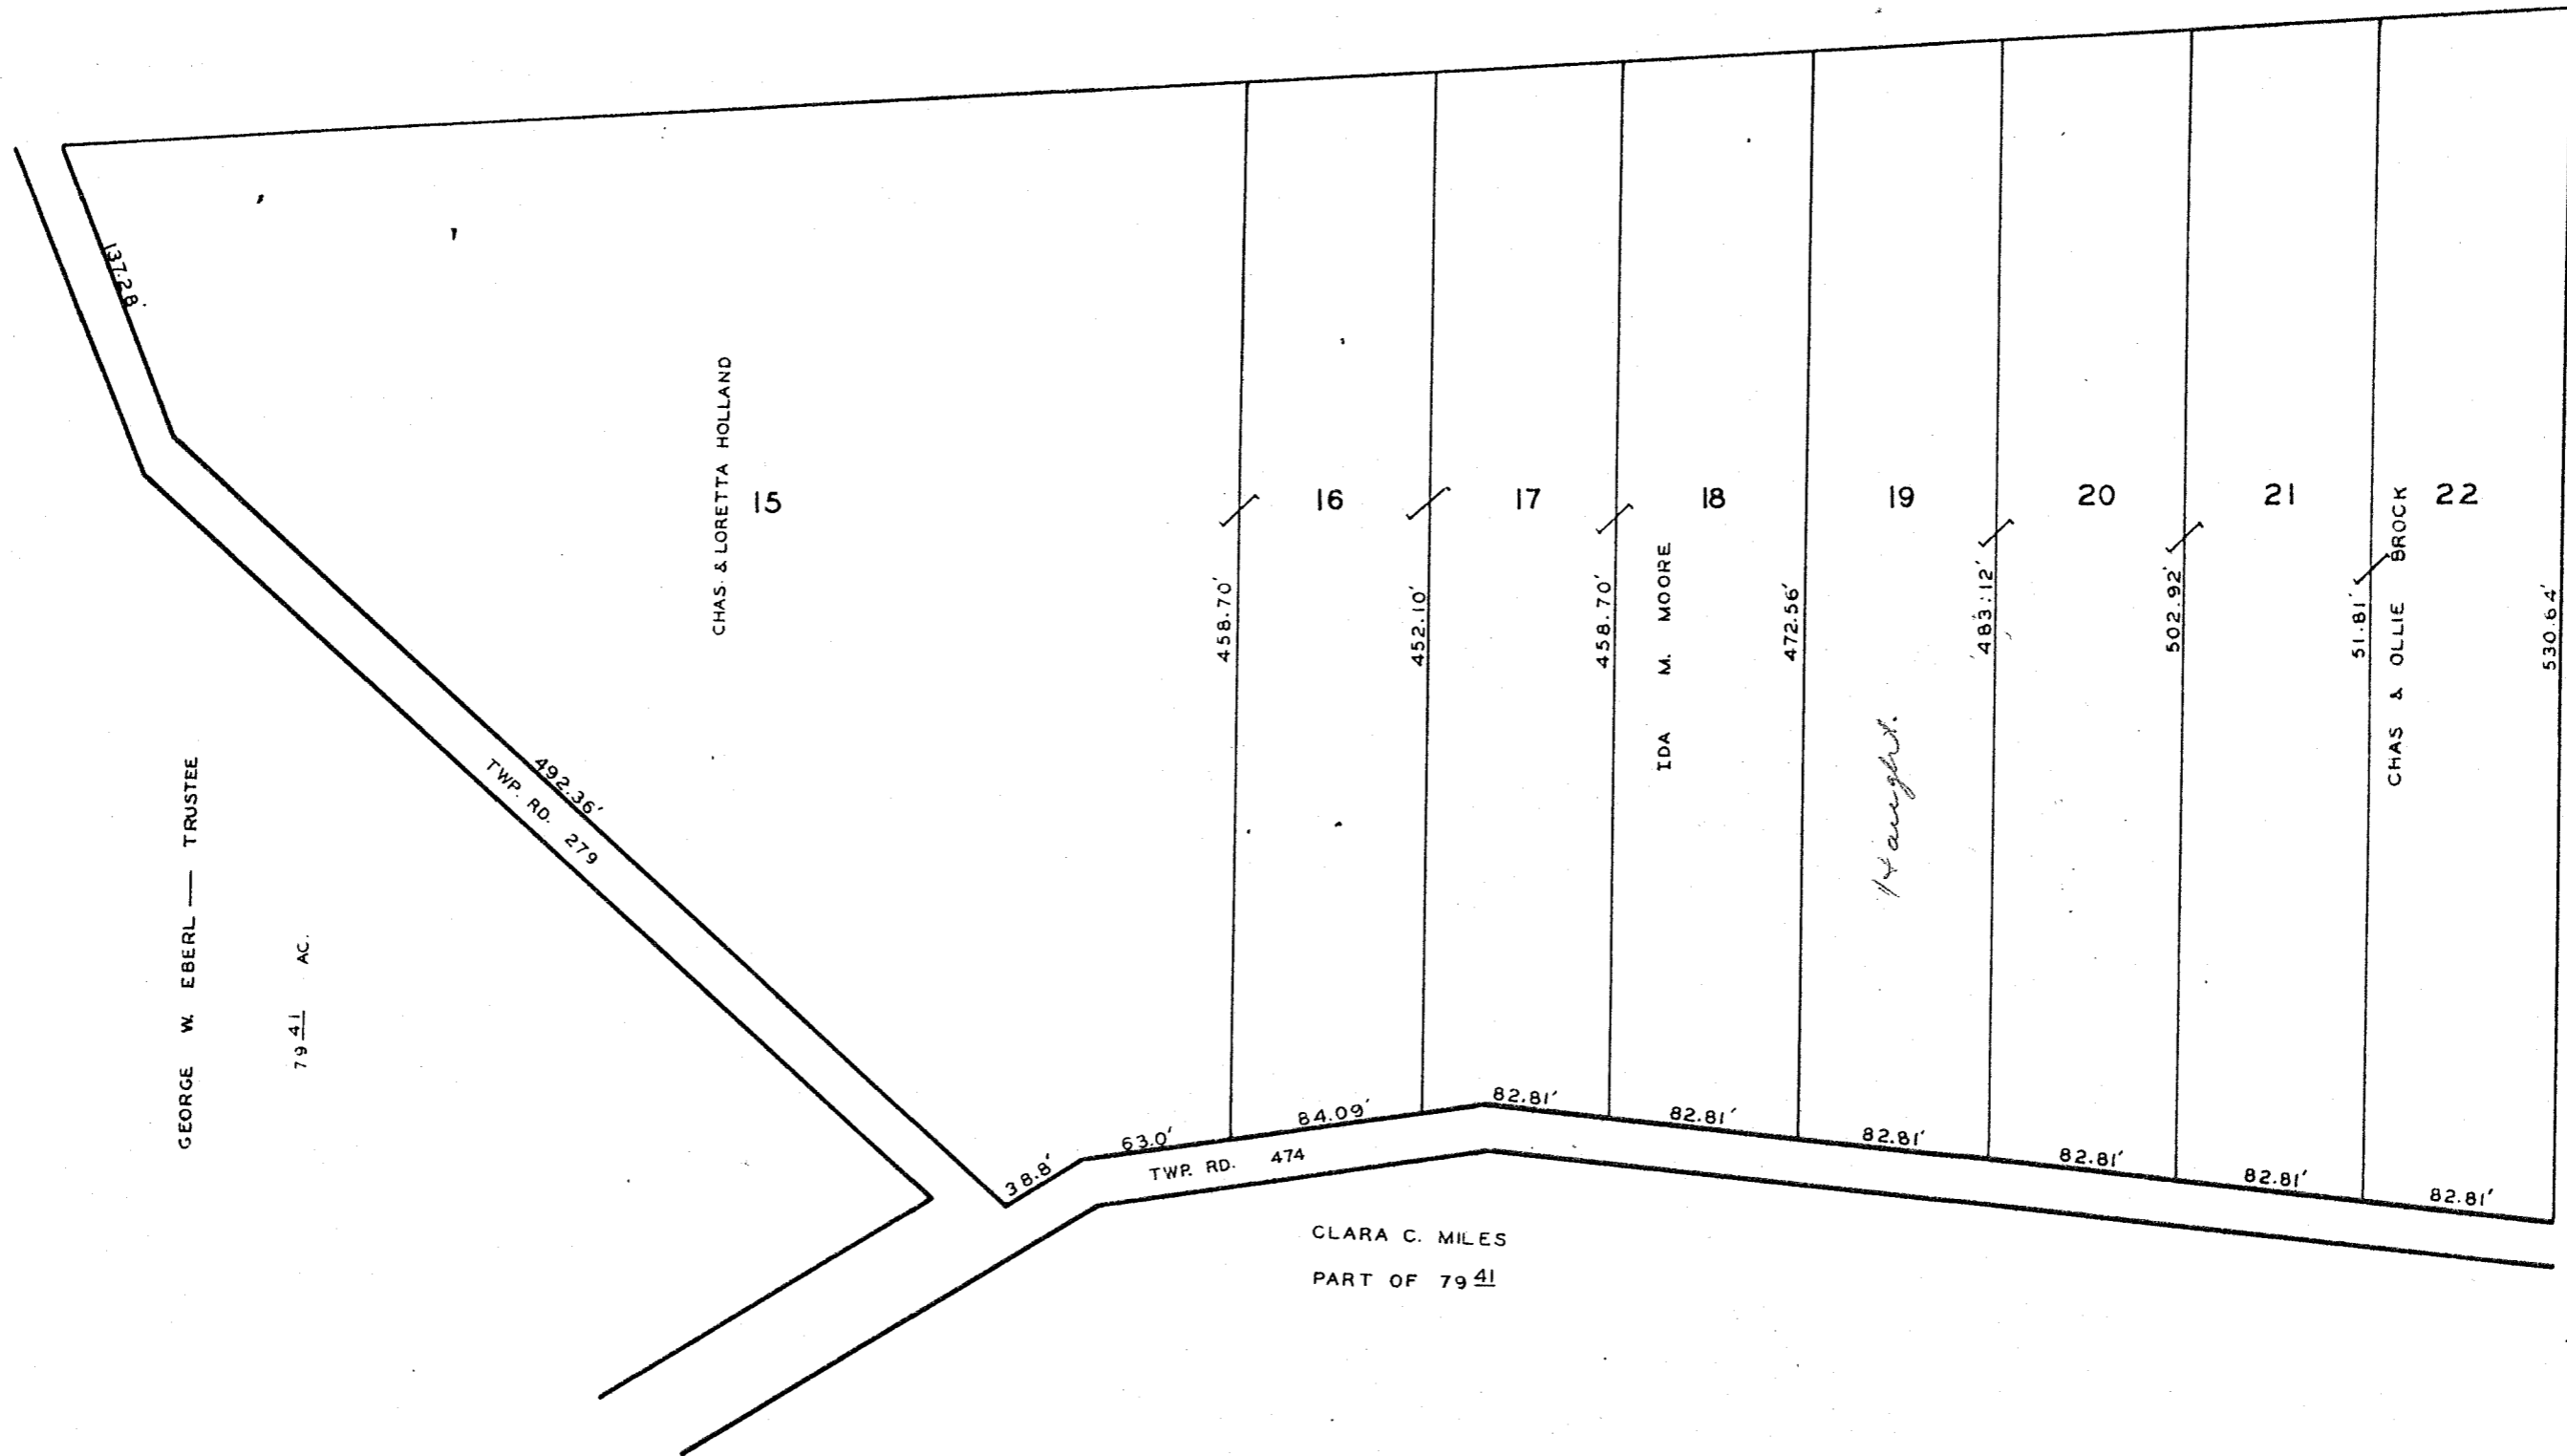 137.28'
CHAS. & LORETTA HOLLAND
15
16
17
18
19
20
21
22
458.70'
452.10'
458.70'
IDA M. MOORE
472.56'
Haught.
483.12'
502.92'
51.81'
CHAS & OLLIE BROCK
530.64'
492.36'
TWP. RD. 279
GEORGE W. EBERL — TRUSTEE
79 41 AC.
38.8'
63.0'
84.09'
82.81'
82.81'
82.81'
82.81'
82.81'
82.81'
TWP. RD. 474
CLARA C. MILES
PART OF 79 41